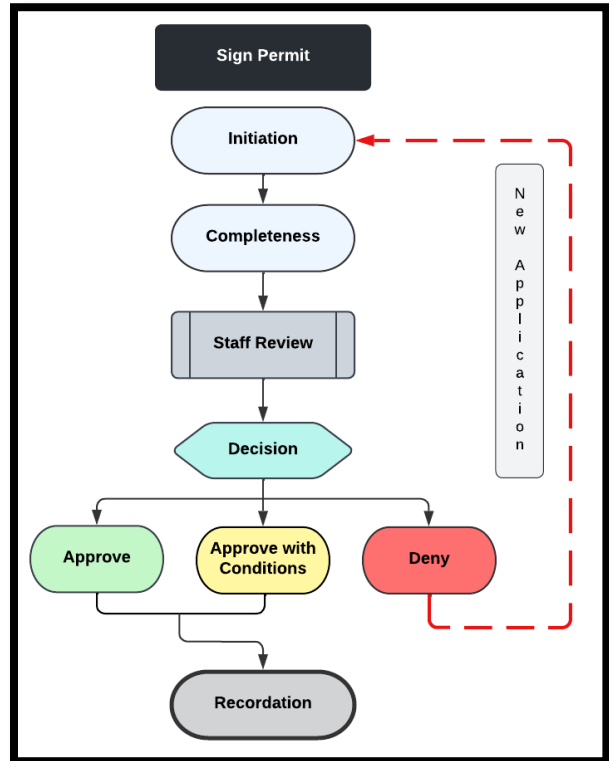 Sign Permit
Initiation
Completeness
Staff Review
Decision
Approve
Approve with
Conditions
Deny
Recordation
New Application